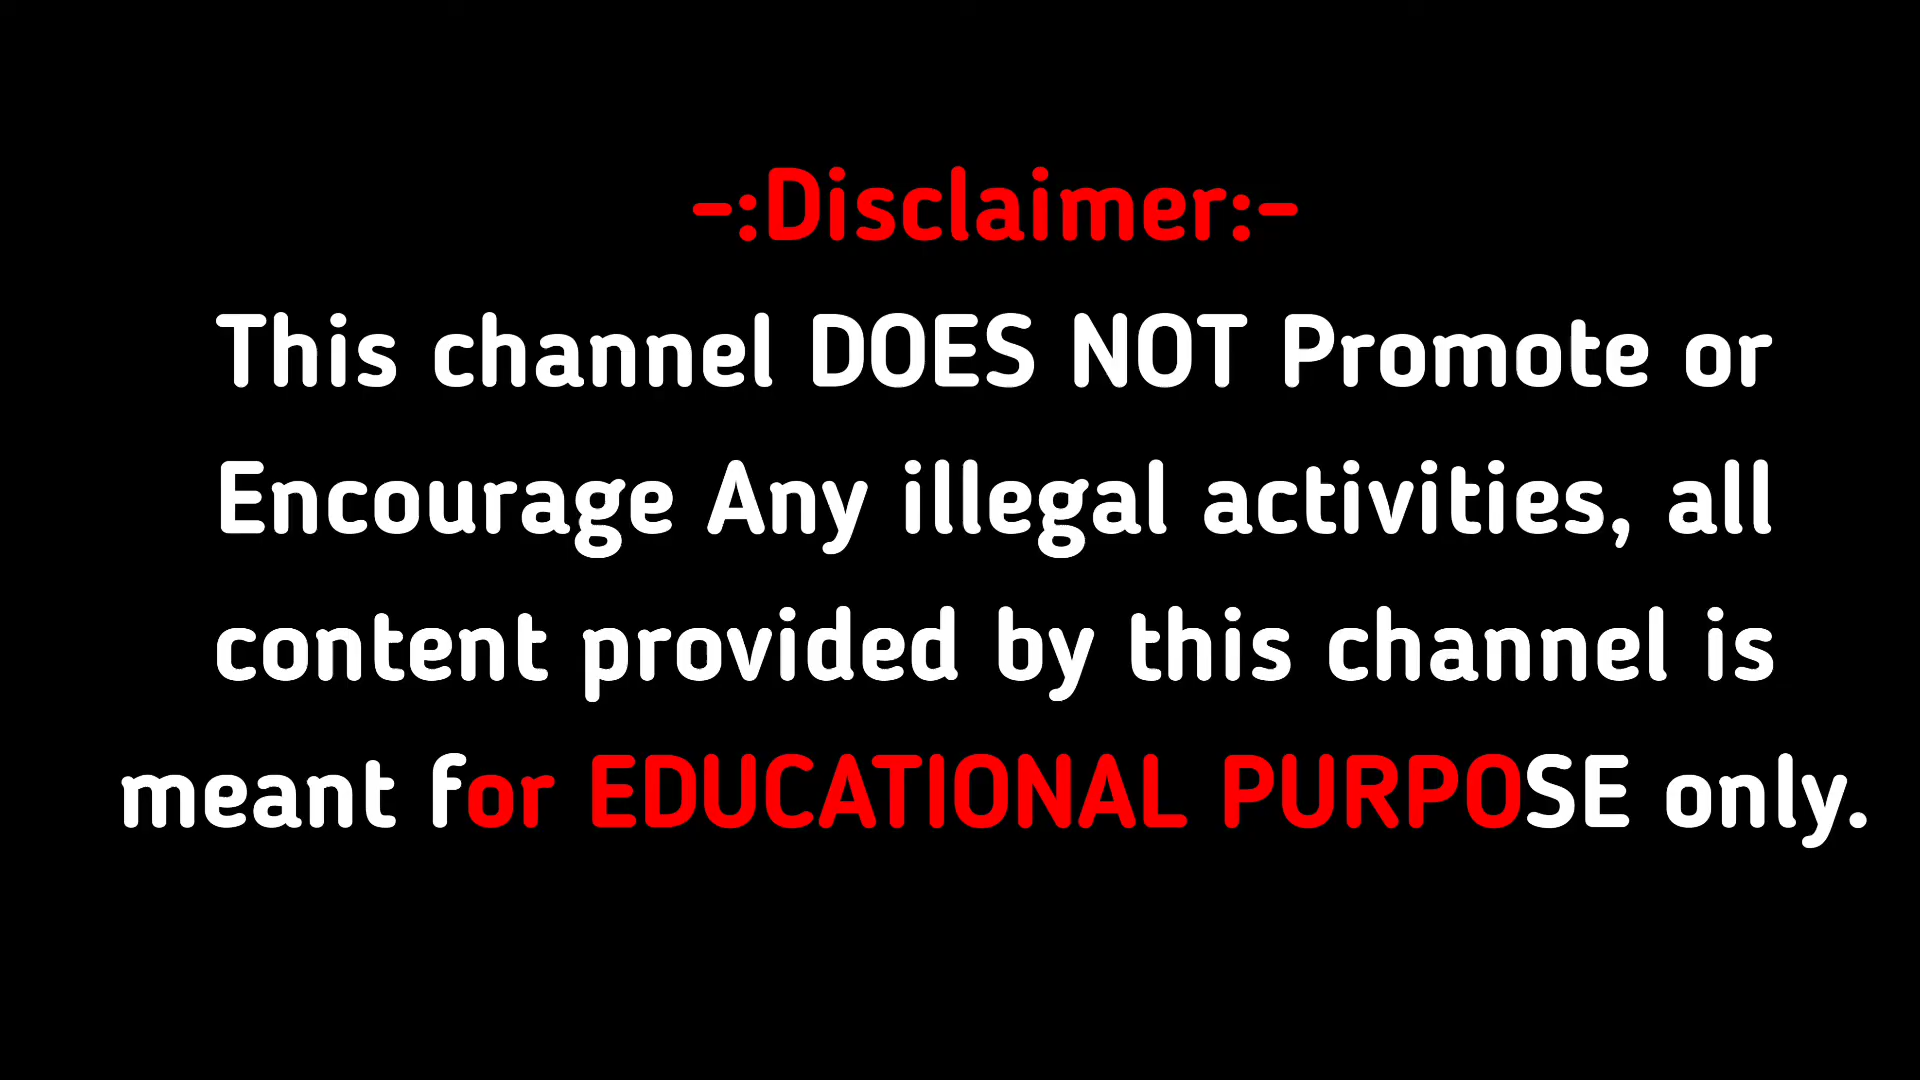 -:Disclaimer:-
This channel DOES NOT Promote or
Encourage Any illegal activities, all
content provided by this channel is
meant for EDUCATIONAL PURPOSE only.